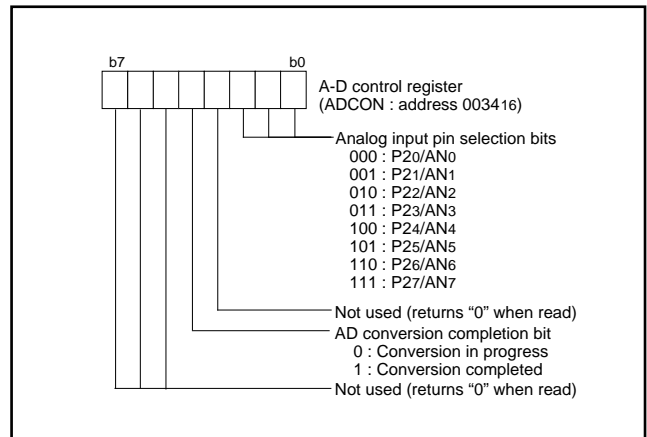 b7 b0
A-D control register
(ADCON : address 003416)
Analog input pin selection bits
000 : P20/AN0
001 : P21/AN1
010 : P22/AN2
011 : P23/AN3
100 : P24/AN4
101 : P25/AN5
110 : P26/AN6
111 : P27/AN7
Not used (returns “0” when read)
AD conversion completion bit
0 : Conversion in progress
1 : Conversion completed
Not used (returns “0” when read)